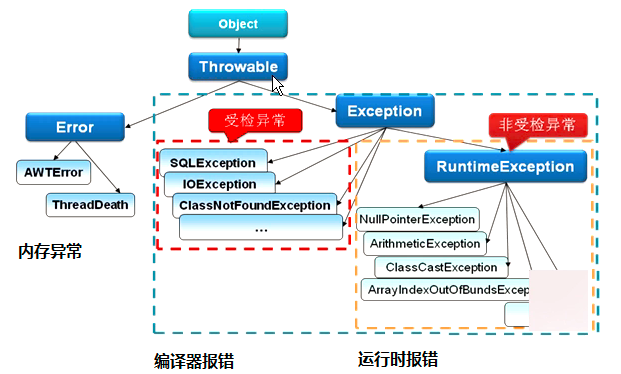 Object
Throwable
Exception
Error
受检异常
非受检异常
SQLException
RuntimeException
AWTError
IOException
ThreadDeath
ClassNotFoundException
...
NullPointerException
ArithmeticException
内存异常
ClassCastException
ArrayIndexOutOfBundsExcep
编译器报错
运行时报错